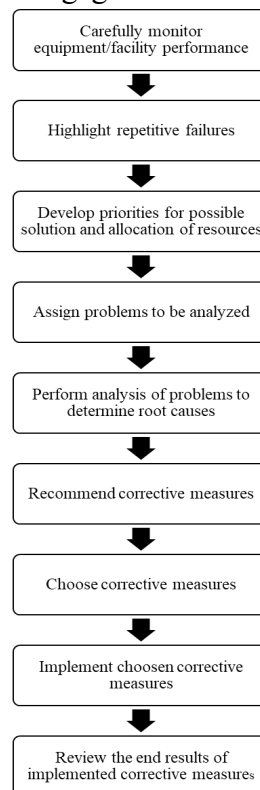 Carefully monitor
equipment/facility performance
Highlight repetitive failures
Develop priorities for possible
solution and allocation of resources
Assign problems to be analyzed
Perform analysis of problems to
determine root causes
Recommend corrective measures
Choose corrective measures
Implement choosen corrective
measures
Review the end results of
implemented corrective measures